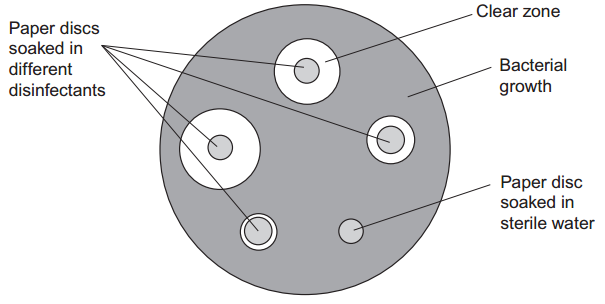 Paper discs
soaked in
different
disinfectants
Clear zone
Bacterial
growth
Paper disc
soaked in
sterile water